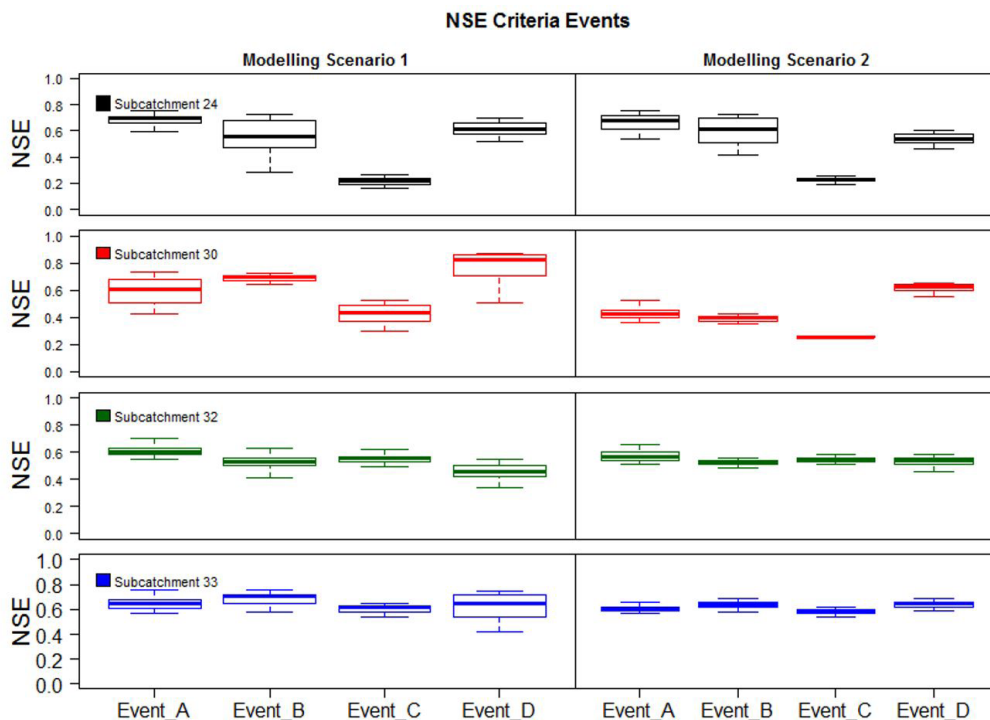 NSE Criteria Events
Modelling Scenario 1 Modelling Scenario 2
NSE
1.0
0.8
0.6
0.4
0.2
0.0
Subcatchment 24
NSE
1.0
0.8
0.6
0.4
0.2
0.0
Subcatchment 30
NSE
1.0
0.8
0.6
0.4
0.2
0.0
Subcatchment 32
NSE
1.0
0.8
0.6
0.4
0.2
0.0
Subcatchment 33
Event_A Event_B Event_C Event_D Event_A Event_B Event_C Event_D